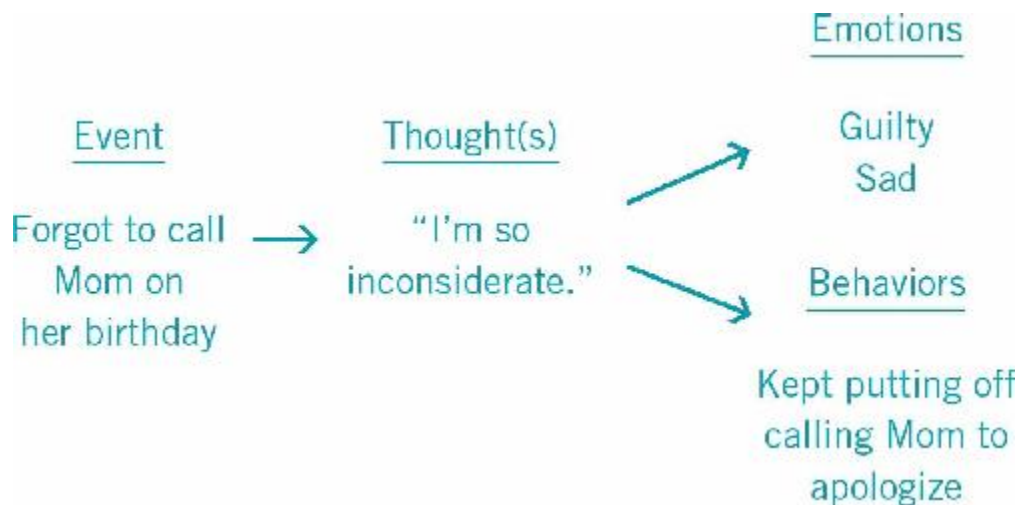 Event
Forgot to call
Mom on
her birthday
Thought(s)
“I’m so
inconsiderate.”
Emotions
Guilty
Sad
Behaviors
Kept putting off
calling Mom to
apologize